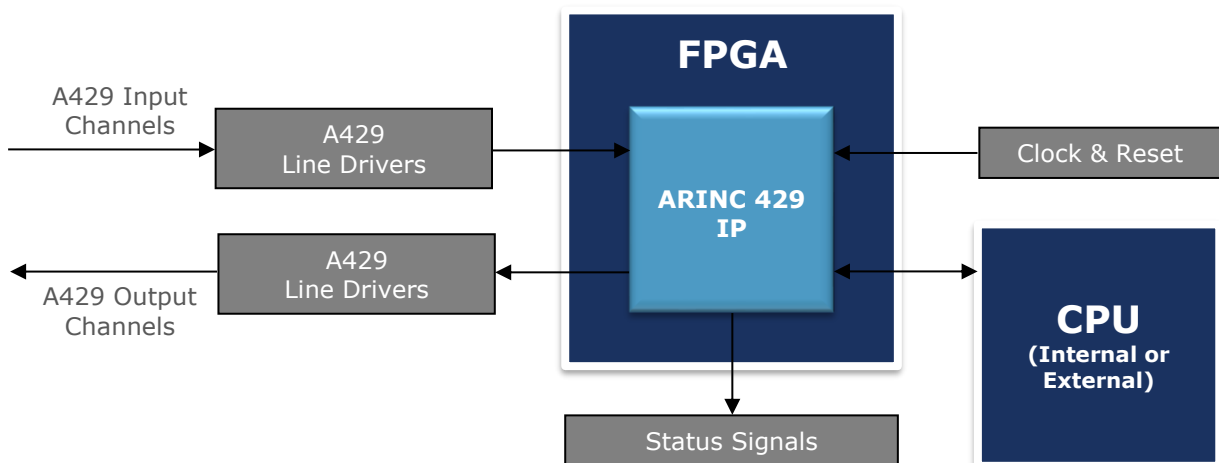 FPGA
A429 Input
Channels
A429
Line Drivers
Clock & Reset
ARINC 429
IP
A429
Line Drivers
A429 Output
Channels
CPU
(Internal or
External)
Status Signals